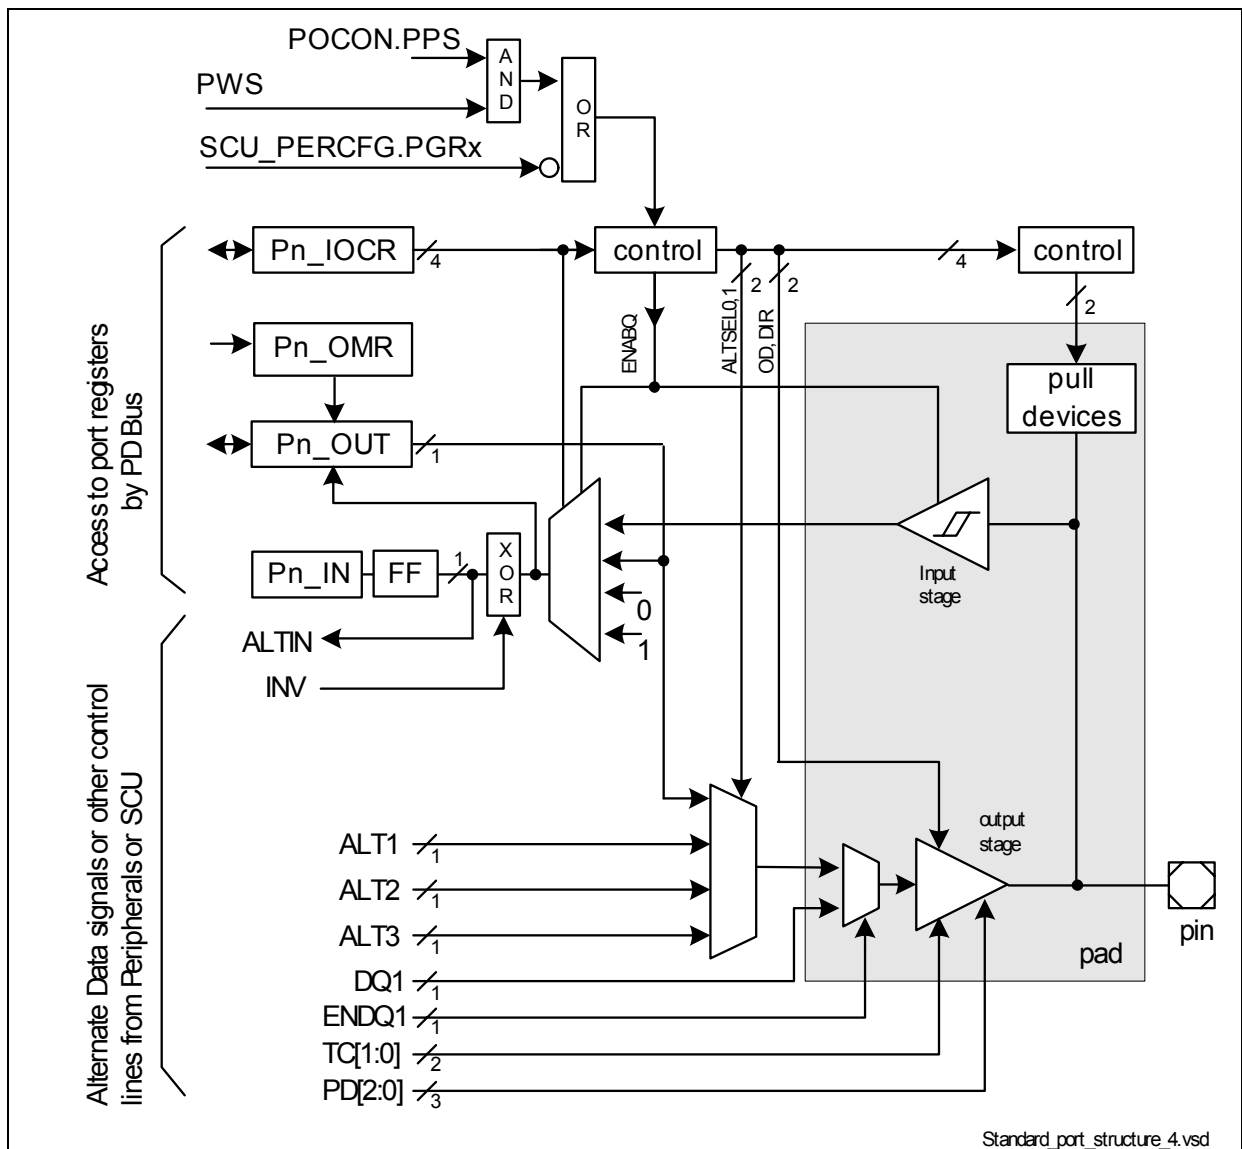 POCON.PPS
PWS
SCU_PERCFG.PGRx
AND
OR
Access to port registers
by PD Bus
Pn_IOCR
4
control
2
2
4
control
2
ENABQ
ALTSEL0,1
OD, DIR
Pn_OMR
pull
devices
Pn_OUT
1
Pn_IN
FF
1
XOR
0
1
Input
stage
ALTIN
INV
Alternate Data signals or other control
lines from Peripherals or SCU
ALT1
1
ALT2
1
ALT3
1
DQ1
1
ENDQ1
1
TC[1:0]
2
PD[2:0]
3
output
stage
pad
pin
Standard_port_structure_4.vsd